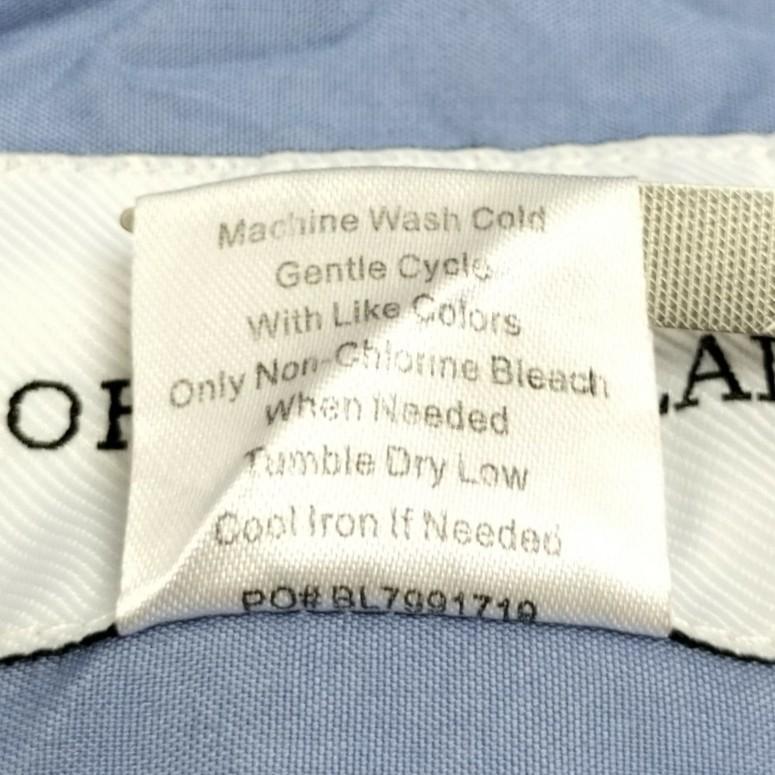 Machine Wash Cold
Gentle Cycle
With Like Colors
Only Non-Chlorine Bleach
When Needed
Tumble Dry Low
Cool Iron If Needed
PO# BL7991719